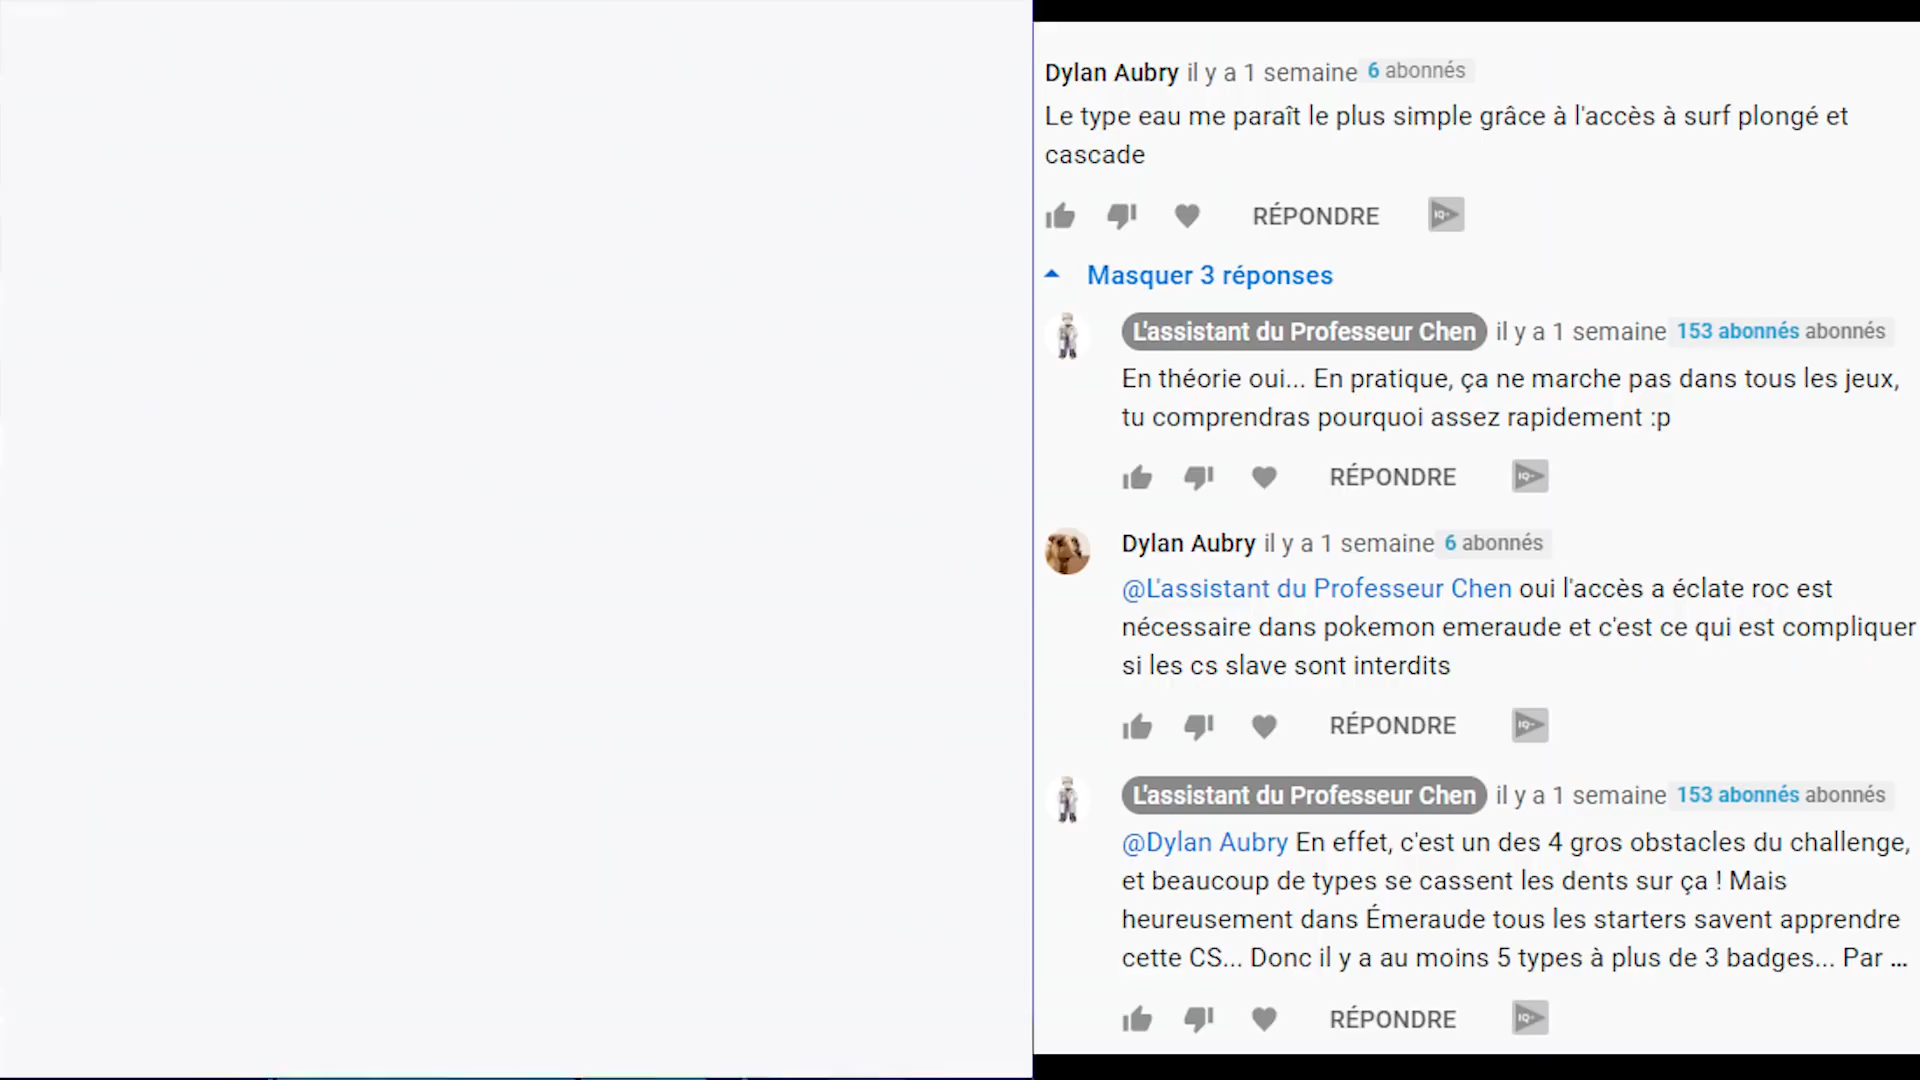 Dylan Aubry il y a 1 semaine 6 abonnés
Le type eau me paraît le plus simple grâce à l'accès à surf plongé et
cascade
RÉPONDRE IQ
Masquer 3 réponses
L'assistant du Professeur Chen il y a 1 semaine 153 abonnés abonnés
En théorie oui... En pratique, ça ne marche pas dans tous les jeux,
tu comprendras pourquoi assez rapidement :p
RÉPONDRE IQ
Dylan Aubry il y a 1 semaine 6 abonnés
@L'assistant du Professeur Chen oui l'accès a éclate roc est
nécessaire dans pokemon emeraude et c'est ce qui est compliquer
si les cs slave sont interdits
RÉPONDRE IQ
L'assistant du Professeur Chen il y a 1 semaine 153 abonnés abonnés
@Dylan Aubry En effet, c'est un des 4 gros obstacles du challenge,
et beaucoup de types se cassent les dents sur ça ! Mais
heureusement dans Émeraude tous les starters savent apprendre
cette CS... Donc il y a au moins 5 types à plus de 3 badges... Par ...
RÉPONDRE IQ